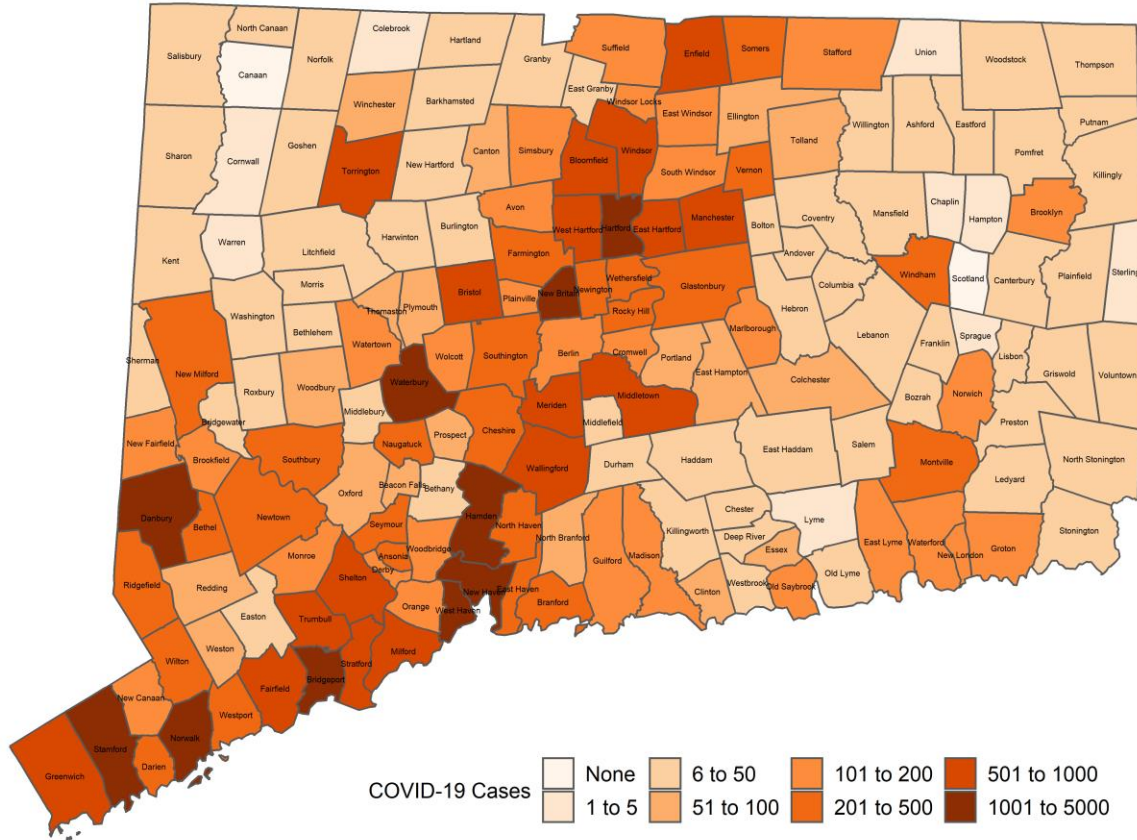 North Canaan
Colebrook
Hartland
Salisbury
Norfolk
Canaan
Granby
Suffield
Enfield
Somers
Stafford
Union
Woodstock
Thompson
East Granby
Windsor Locks
Winchester
Barkhamsted
East Windsor
Ellington
Willington
Ashford
Eastford
Putnam
Sharon
Cornwall
Goshen
Torrington
New Hartford
Canton
Simsbury
Bloomfield
Windsor
South Windsor
Tolland
Pomfret
Killingly
Vernon
Avon
West Hartford
Hartford
East Hartford
Manchester
Bolton
Coventry
Mansfield
Chaplin
Hampton
Brooklyn
Kent
Warren
Litchfield
Harwinton
Burlington
Farmington
Andover
Morris
Wethersfield
Glastonbury
Columbia
Windham
Scotland
Canterbury
Plainfield
Sterling
Bristol
Plainville
New Britain
Newington
Rocky Hill
Hebron
Washington
Bethlehem
Thomaston
Plymouth
Watertown
Wolcott
Southington
Berlin
Cromwell
Portland
Marlborough
Lebanon
Franklin
Sprague
Lisbon
Griswold
Voluntown
Sherman
New Milford
Roxbury
Woodbury
Waterbury
East Hampton
Colchester
Bozrah
Norwich
Preston
Bridgewater
Middlebury
Meriden
Middletown
Middlefield
New Fairfield
Brookfield
Southbury
Naugatuck
Prospect
Cheshire
Wallingford
Durham
Haddam
East Haddam
Salem
Montville
North Stonington
Ledyard
Danbury
Bethel
Newtown
Oxford
Beacon Falls
Bethany
Hamden
North Haven
North Branford
Guilford
Madison
Killingworth
Chester
Deep River
Lyme
Seymour
Ansonia
Derby
Woodbridge
Essex
East Lyme
Waterford
New London
Groton
Stonington
Ridgefield
Redding
Monroe
Shelton
Orange
West Haven
New Haven
East Haven
Branford
Clinton
Westbrook
Old Saybrook
Old Lyme
Easton
Trumbull
Weston
Wilton
Stratford
Milford
Bridgeport
Fairfield
New Canaan
Westport
Norwalk
Stamford
Darien
Greenwich
COVID-19 Cases
None
6 to 50
101 to 200
501 to 1000
1 to 5
51 to 100
201 to 500
1001 to 5000